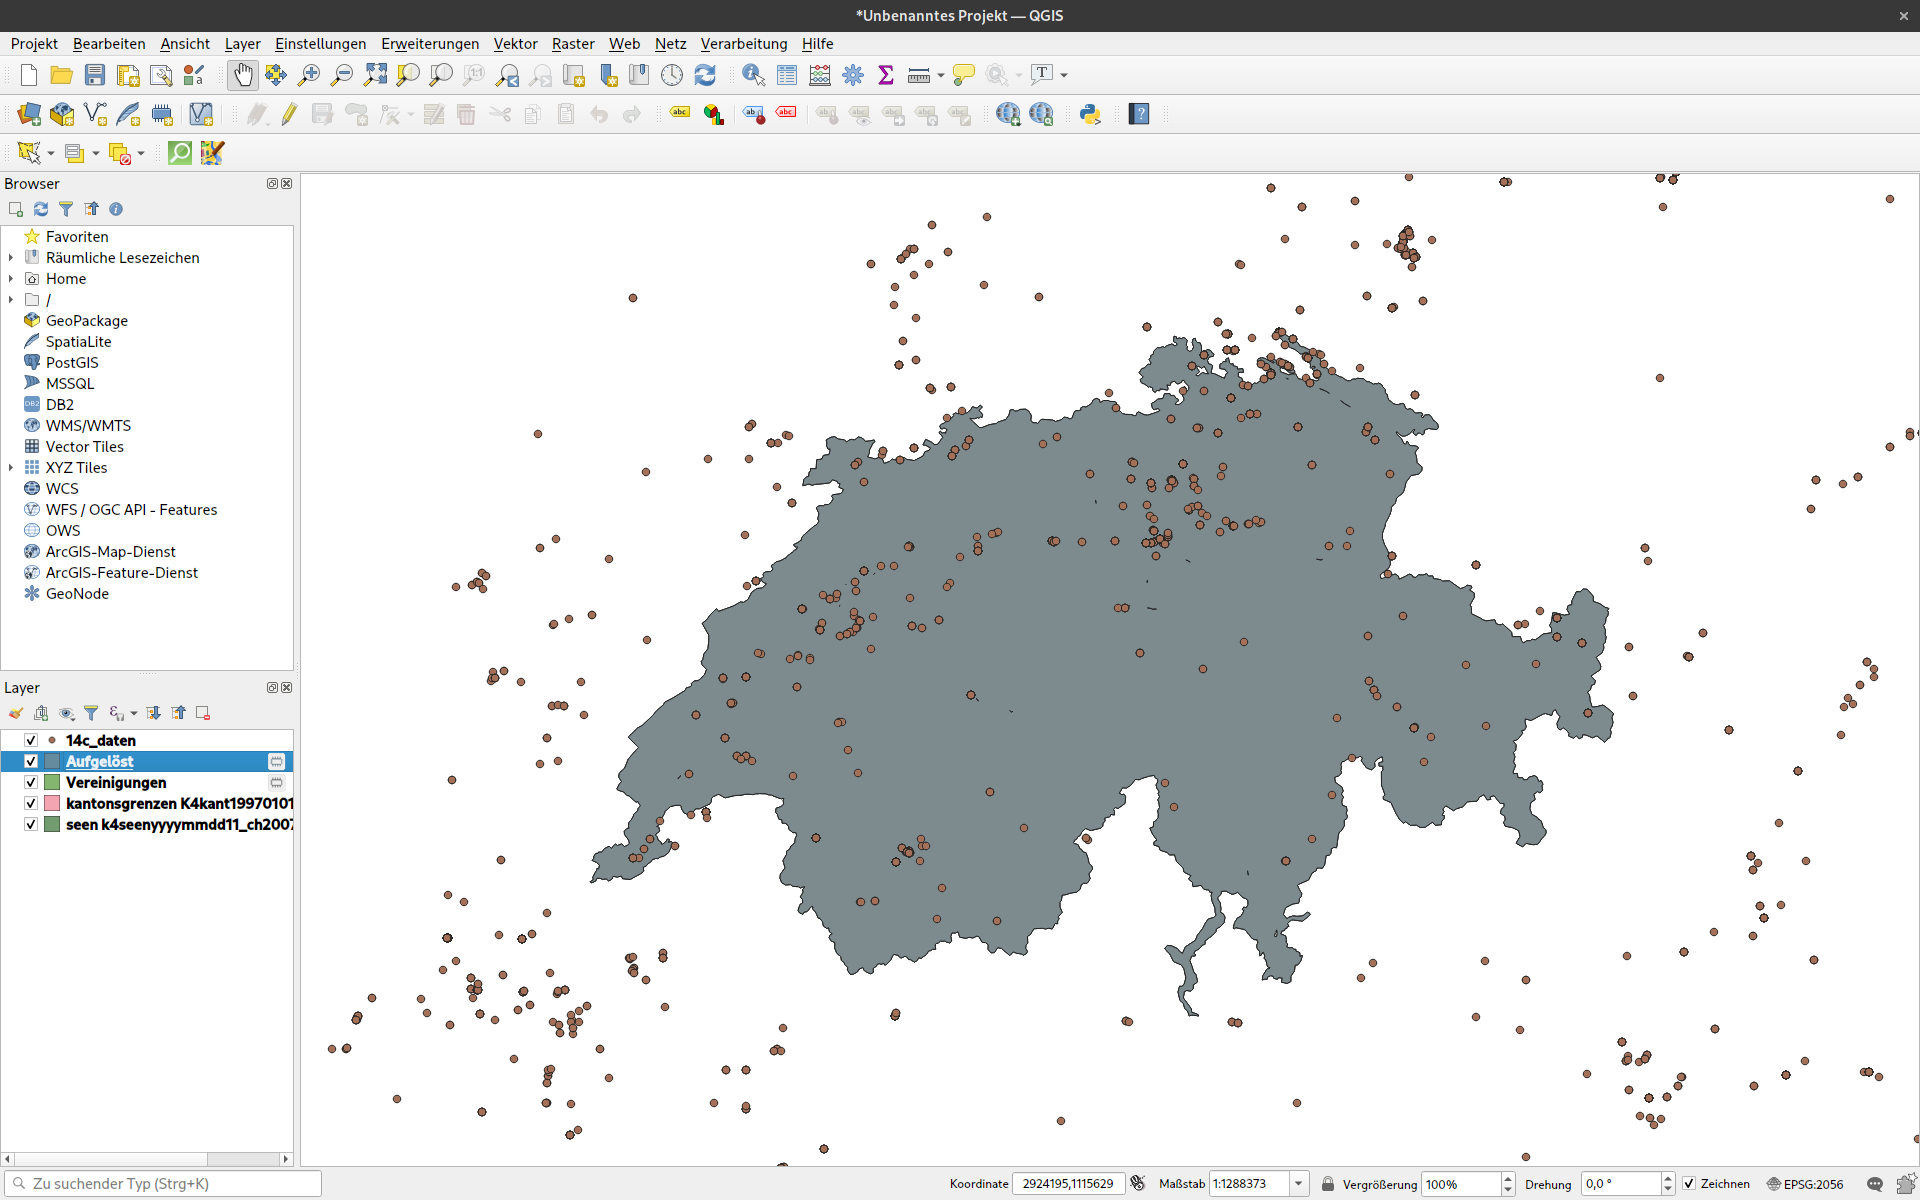 *Unbenanntes Projekt — QGIS
Projekt Bearbeiten Ansicht Layer Einstellungen Erweiterungen Vektor Raster Web Netz Verarbeitung Hilfe
Browser
Favoriten
Räumliche Lesezeichen
Home
/
GeoPackage
SpatiaLite
PostGIS
MSSQL
DB2
WMS/WMTS
Vector Tiles
XYZ Tiles
WCS
WFS / OGC API - Features
OWS
ArcGIS-Map-Dienst
ArcGIS-Feature-Dienst
GeoNode
Layer
14c_daten
Aufgelöst
Vereinigungen
kantonsgrenzen K4kant19970101
seen k4seenyyyymmdd11_ch2007
Zu suchender Typ (Strg+K)
Koordinate 2924195,1115629 Maßstab 1:1288373 Vergrößerung 100% Drehung 0,0 ° Zeichnen EPSG:2056